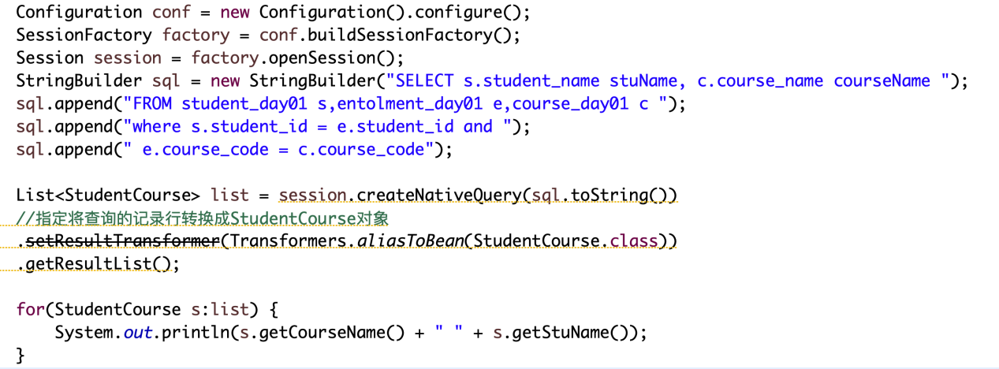 Configuration conf = new Configuration().configure();
SessionFactory factory = conf.buildSessionFactory();
Session session = factory.openSession();
StringBuilder sql = new StringBuilder("SELECT s.student_name stuName, c.course_name courseName ");
sql.append("FROM student_day01 s,entolment_day01 e,course_day01 c ");
sql.append("where s.student_id = e.student_id and ");
sql.append(" e.course_code = c.course_code");
List<StudentCourse> list = session.createNativeQuery(sql.toString())
//指定将查询的记录行转换成StudentCourse对象
.setResultTransformer(Transformers.aliasToBean(StudentCourse.class))
.getResultList();
for(StudentCourse s:list) {
System.out.println(s.getCourseName() + " " + s.getStuName());
}